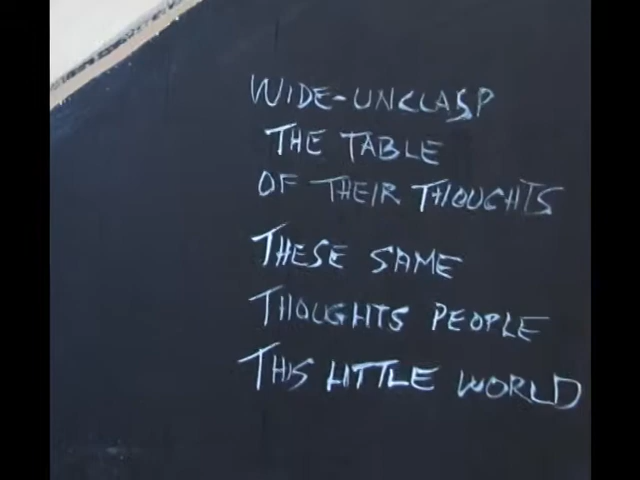 WIDE-UNCLASP
THE TABLE
OF THEIR THOUGHTS
THESE SAME
THOUGHTS PEOPLE
THIS LITTLE WORLD